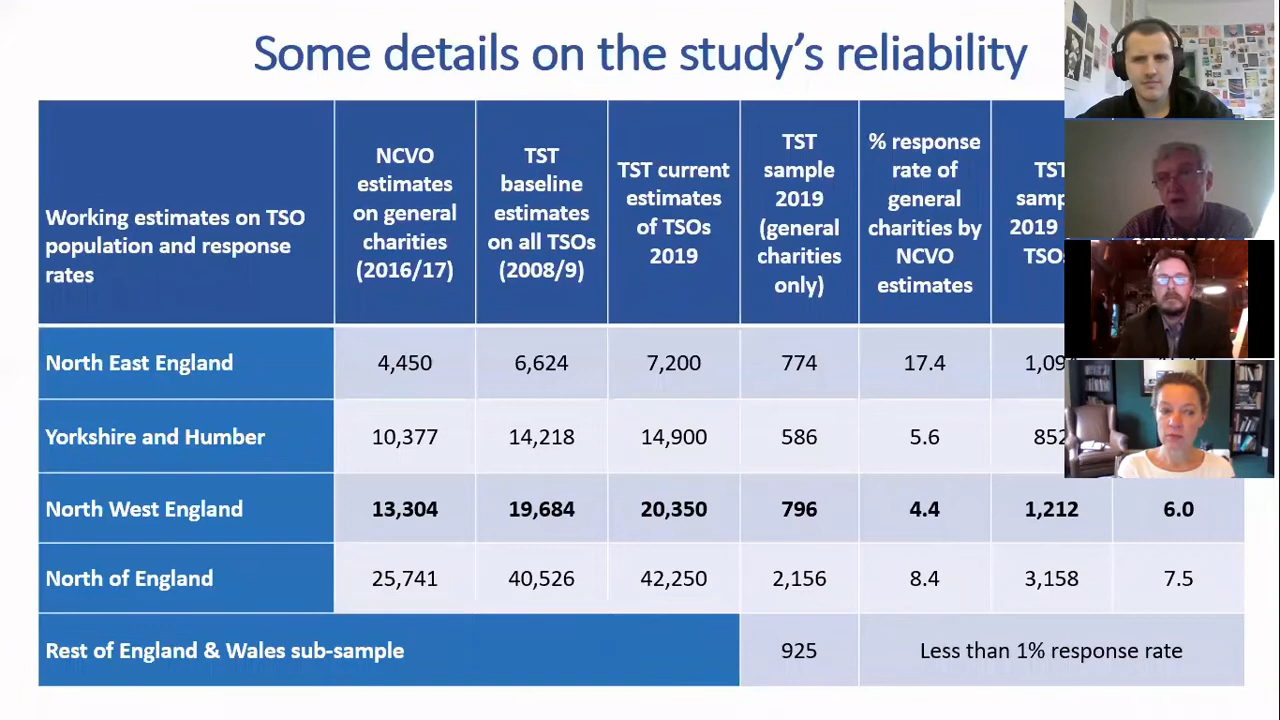 Some details on the study's reliability
Working estimates on TSO
population and response
rates
NCVO
estimates
on general
charities
(2016/17)
TST
baseline
estimates
on all TSOs
(2008/9)
TST current
estimates
of TSOs
2019
TST
sample
2019
(general
charities
only)
% response
rate of
general
charities by
NCVO
estimates
2019
North East England 4,450 6,624 7,200 774 17.4
Yorkshire and Humber 10,377 14,218 14,900 586 5.6
North West England 13,304 19,684 20,350 796 4.4 1,212 6.0
North of England 25,741 40,526 42,250 2,156 8.4 3,158 7.5
Rest of England & Wales sub-sample 925 Less than 1% response rate